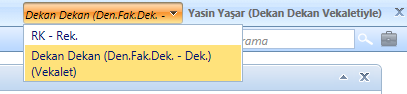 Dekan Dekan (Den.Fak.Dek. - Yasin Yaşar (Dekan Dekan Vekaletiyle)
RK - Rek.
rama
Dekan Dekan (Den.Fak.Dek. - Dek.)
(Vekalet)